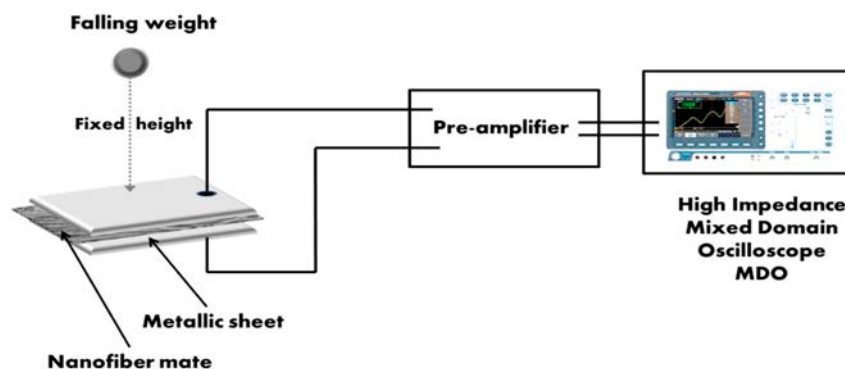 Falling weight
Fixed height
Pre-amplifier
High Impedance
Mixed Domain
Oscilloscope
MDO
Metallic sheet
Nanofiber mate